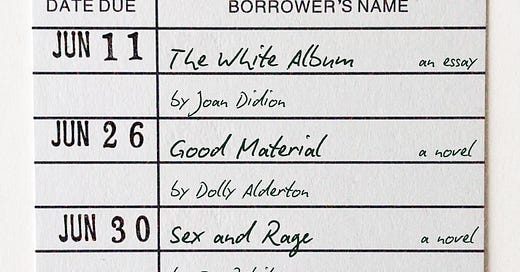 DATE DUE BORROWER'S NAME
JUN 11 The White Album an essay
by Joan Didion
JUN 26 Good Material a novel
by Dolly Alderton
JUN 30 Sex and Rage a novel
by